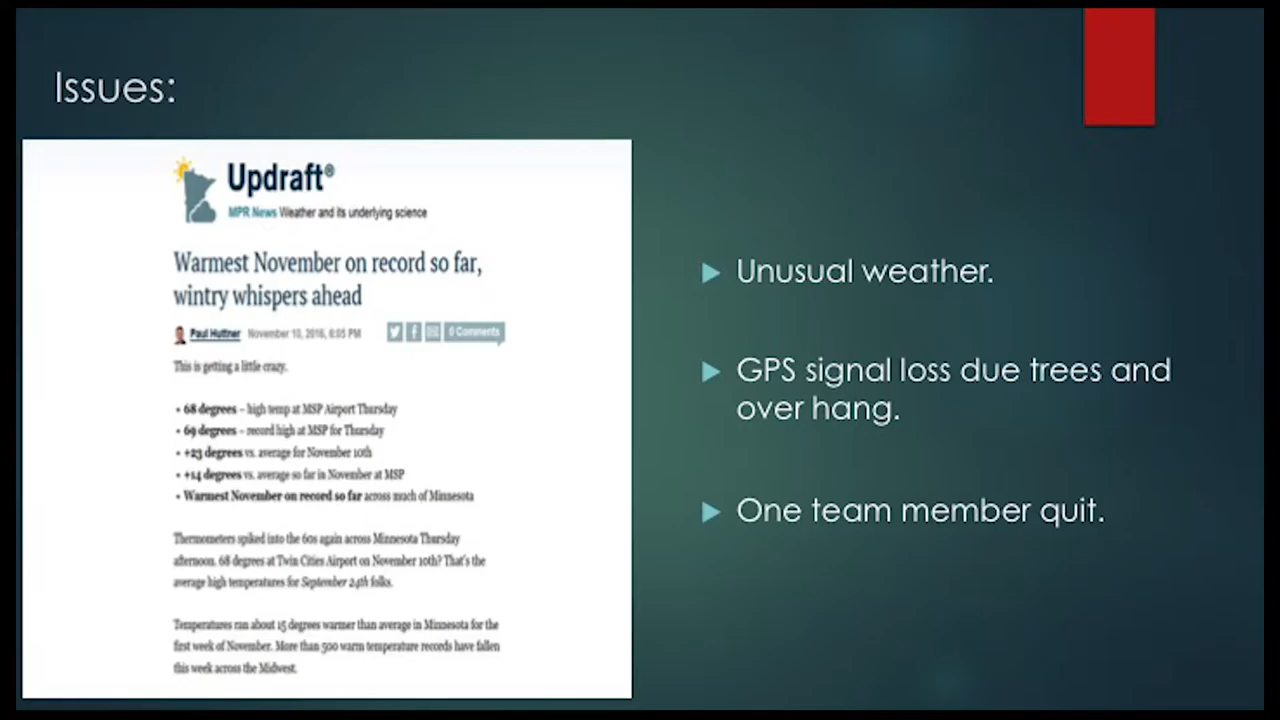 Issues:
Updraft®
MPR News Weather and its underlying science
Warmest November on record so far,
wintry whispers ahead
Paul Huttner November 10, 2016, 6:05 PM
0 Comments
This is getting a little crazy.
• 68 degrees – high temp at MSP Airport Thursday
• 69 degrees – record high at MSP for Thursday
• +23 degrees vs. average for November 10th
• +14 degrees vs. average so far in November at MSP
• Warmest November on record so far across much of Minnesota
Thermometers spiked into the 60s again across Minnesota Thursday
afternoon. 68 degrees at Twin Cities Airport on November 10th? That's the
average high temperatures for September 24th folks.
Temperatures ran about 15 degrees warmer than average in Minnesota for the
first week of November. More than 500 warm temperature records have fallen
this week across the Midwest.
Unusual weather.
GPS signal loss due trees and
over hang.
One team member quit.